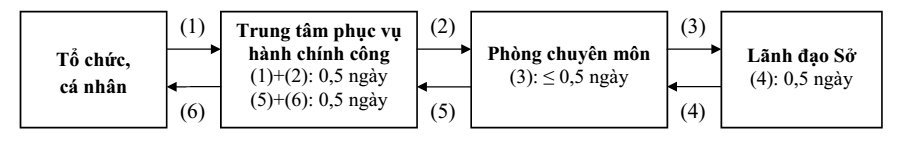 (1)
(2)
(3)
Tổ chức,
cá nhân
Trung tâm phục vụ
hành chính công
(1)+(2): 0,5 ngày
(5)+(6): 0,5 ngày
Phòng chuyên môn
(3): ≤ 0,5 ngày
Lãnh đạo Sở
(4): 0,5 ngày
(6)
(5)
(4)